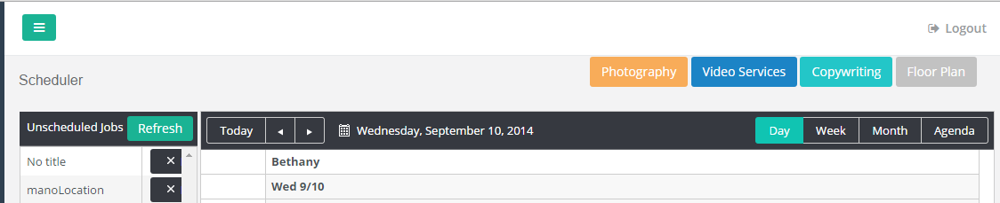 Logout
Scheduler
Photography
Video Services
Copywriting
Floor Plan
Unscheduled Jobs
Refresh
Today
Wednesday, September 10, 2014
Day
Week
Month
Agenda
No title
manoLocation
Bethany
Wed 9/10